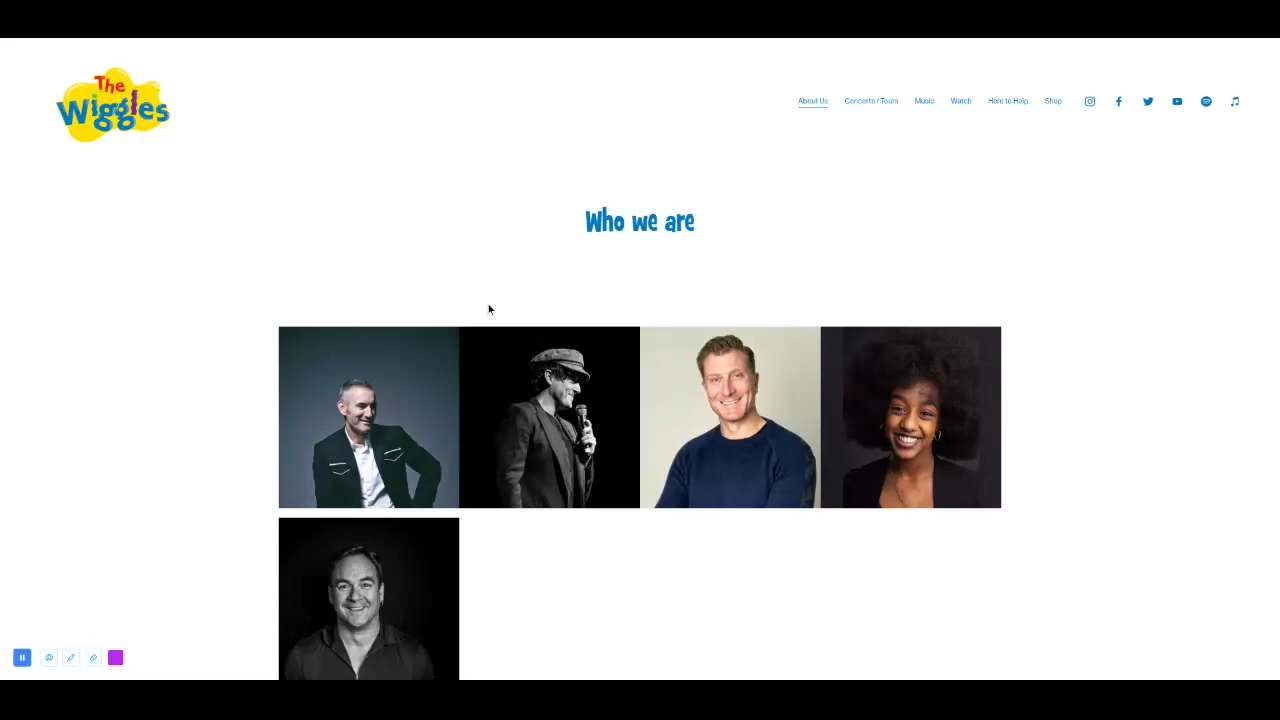 The
Wiggles
About Us Concerts / Tours Music Watch Here to Help Shop
Who we are